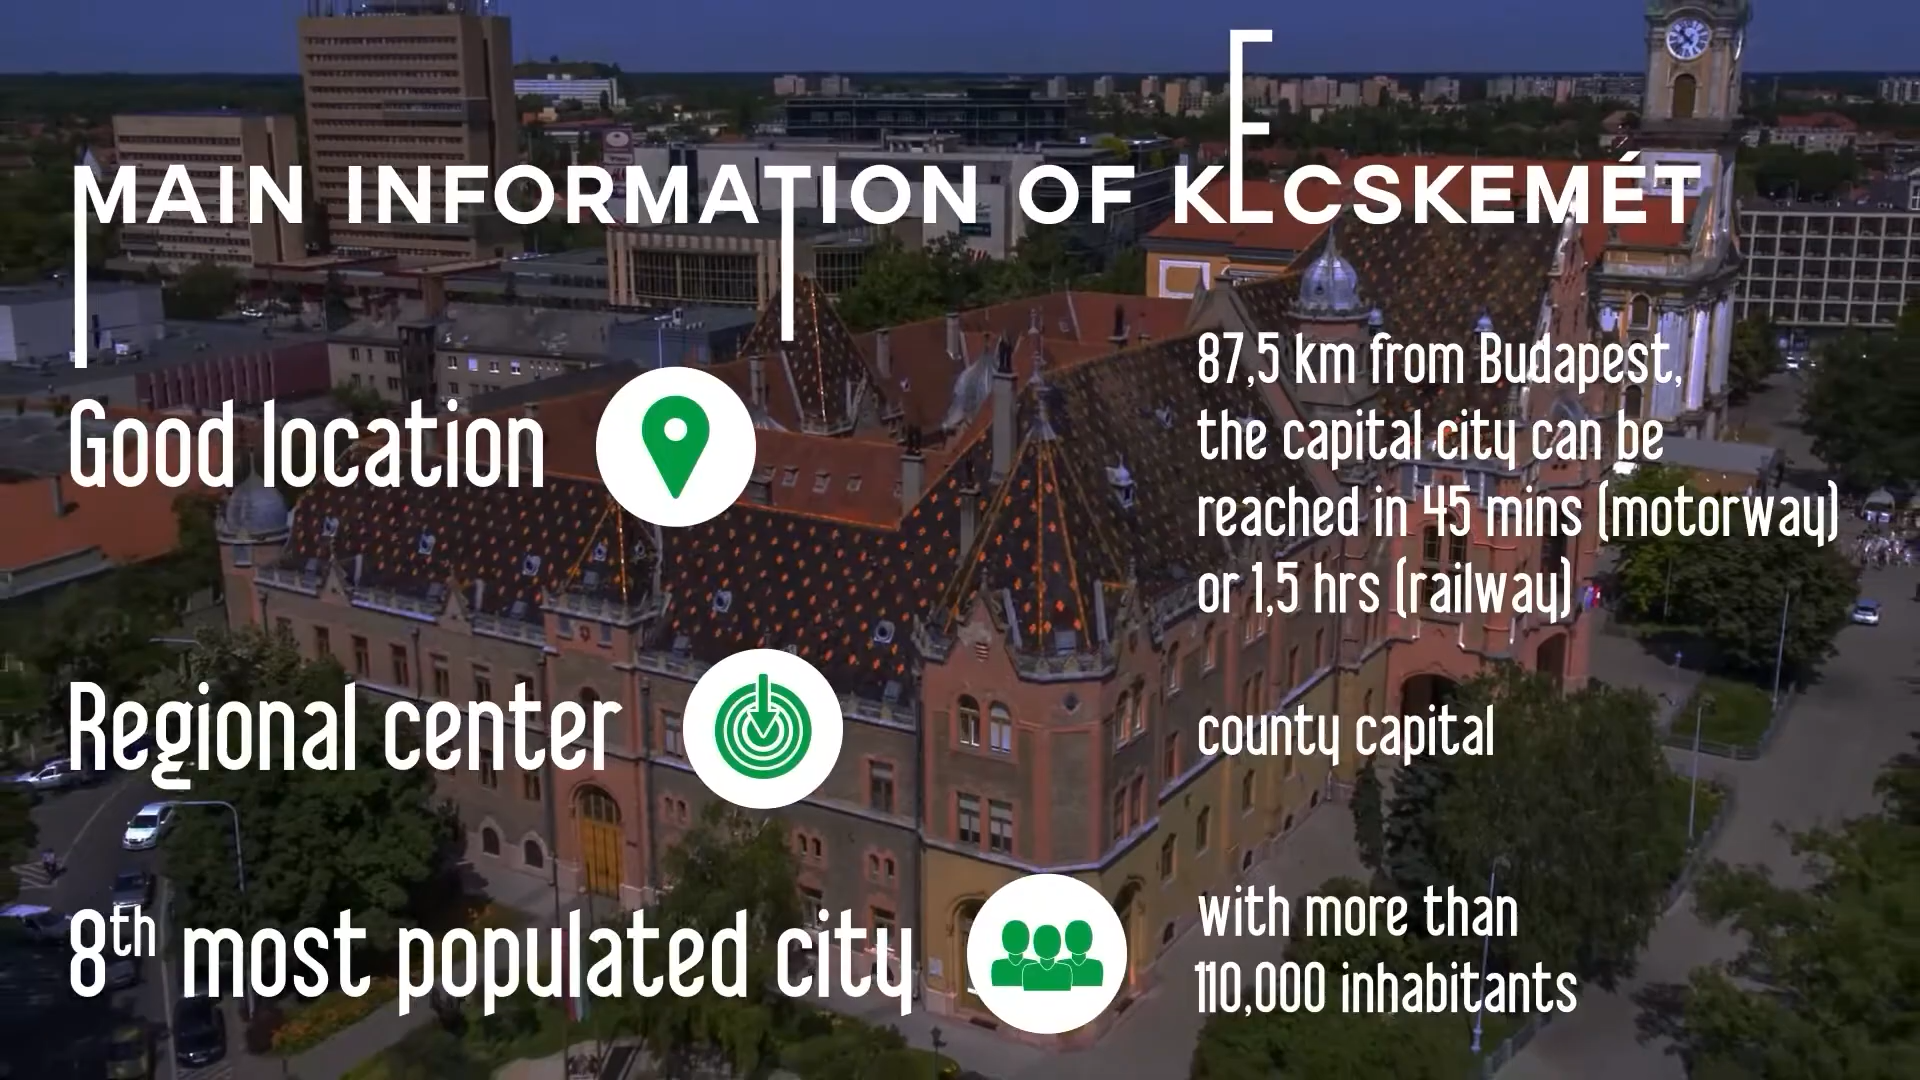 MAIN INFORMATION OF KECSKEMÉT
Good location
87,5 km from Budapest,
the capital city can be
reached in 45 mins (motorway)
or 1,5 hrs (railway)
Regional center
county capital
8th most populated city
with more than
110,000 inhabitants